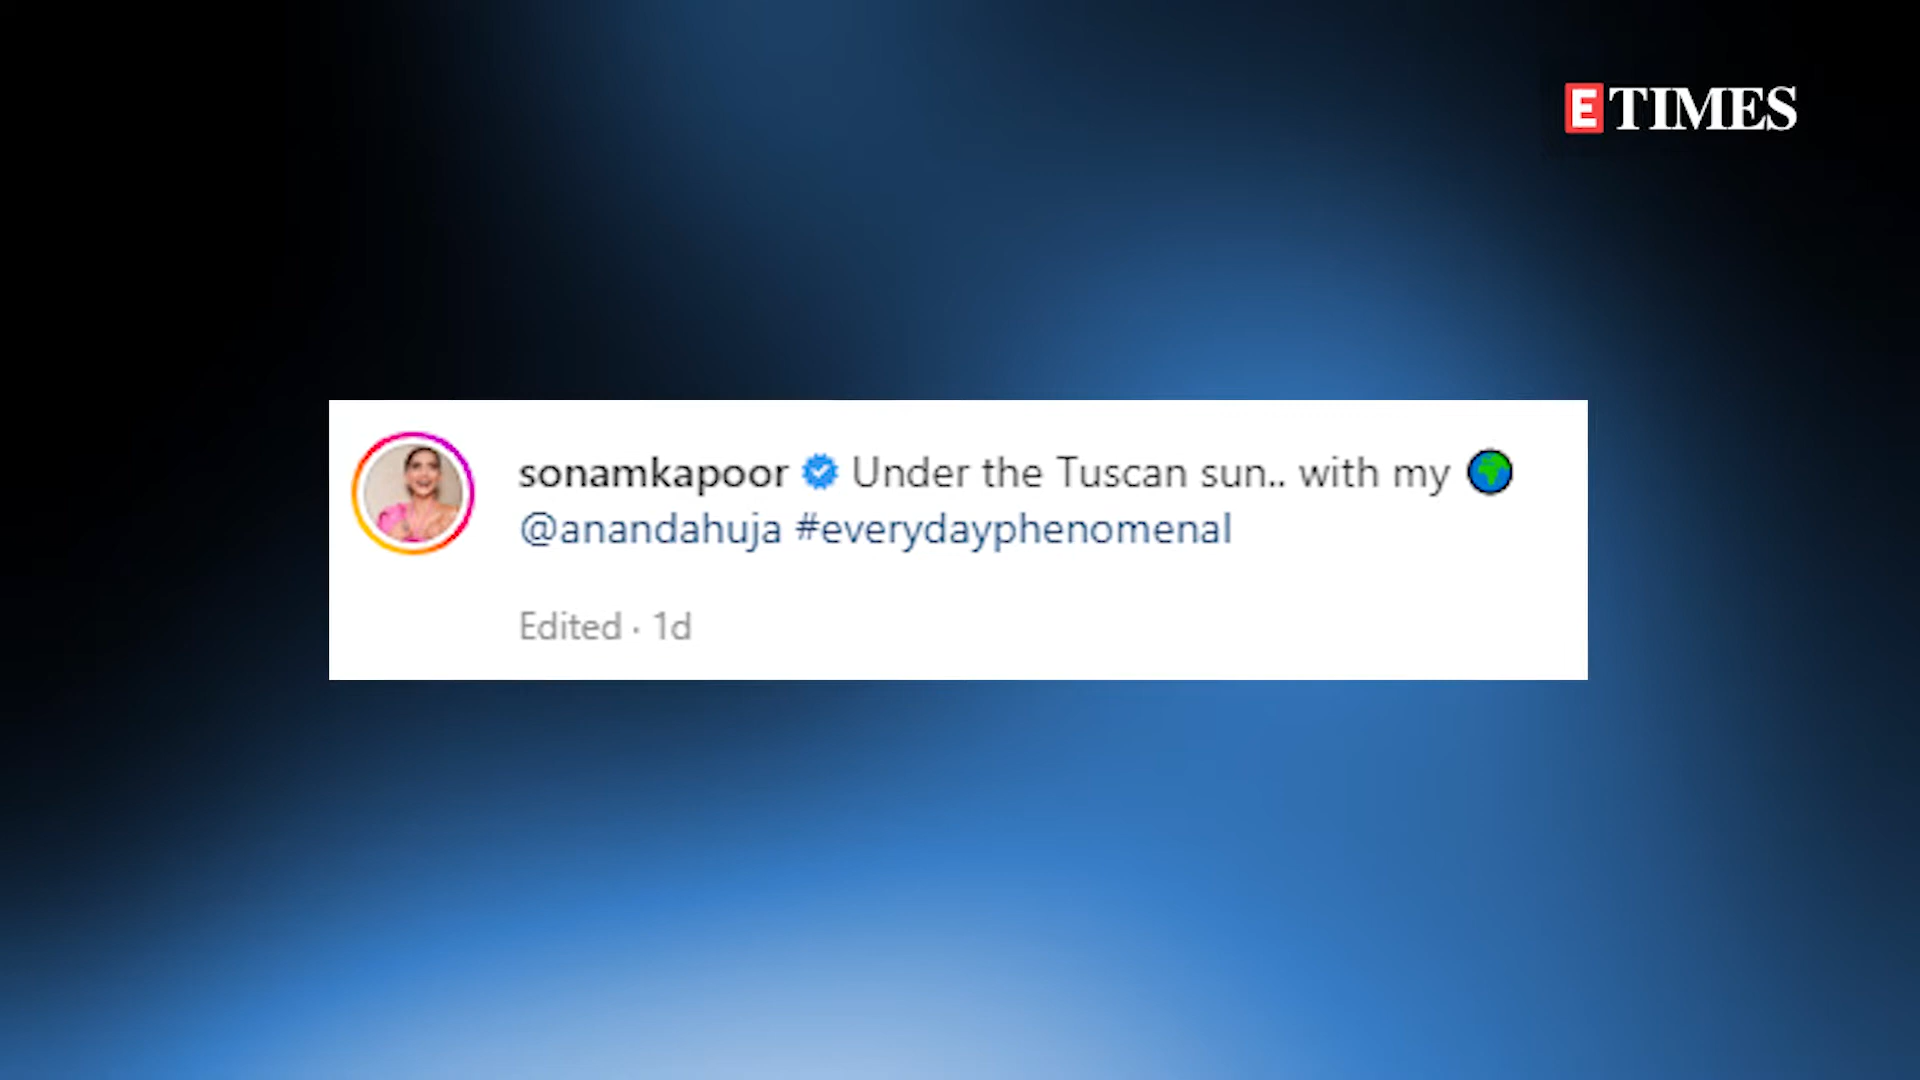 ETIMES
sonamkapoor Under the Tuscan sun.. with my 🌍
@anandahuja #everydayphenomenal
Edited · 1d